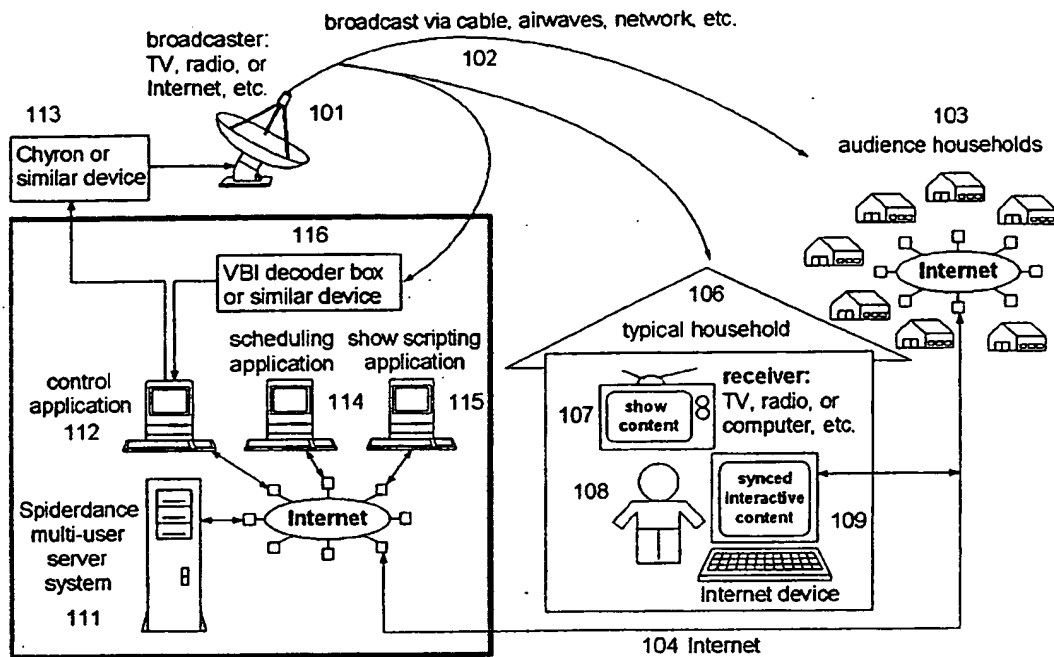 broadcast via cable, airwaves, network, etc.
102
broadcaster:
TV, radio, or
Internet, etc.
101
113
Chyron or
similar device
103
audience households
Internet
116
VBI decoder box
or similar device
106
typical household
scheduling
application
114
show scripting
application
115
control
application
112
receiver:
TV, radio, or
computer, etc.
107
show
content
108
synced
interactive
content
109
Internet device
Spiderdance
multi-user
server
system
111
Internet
104 Internet